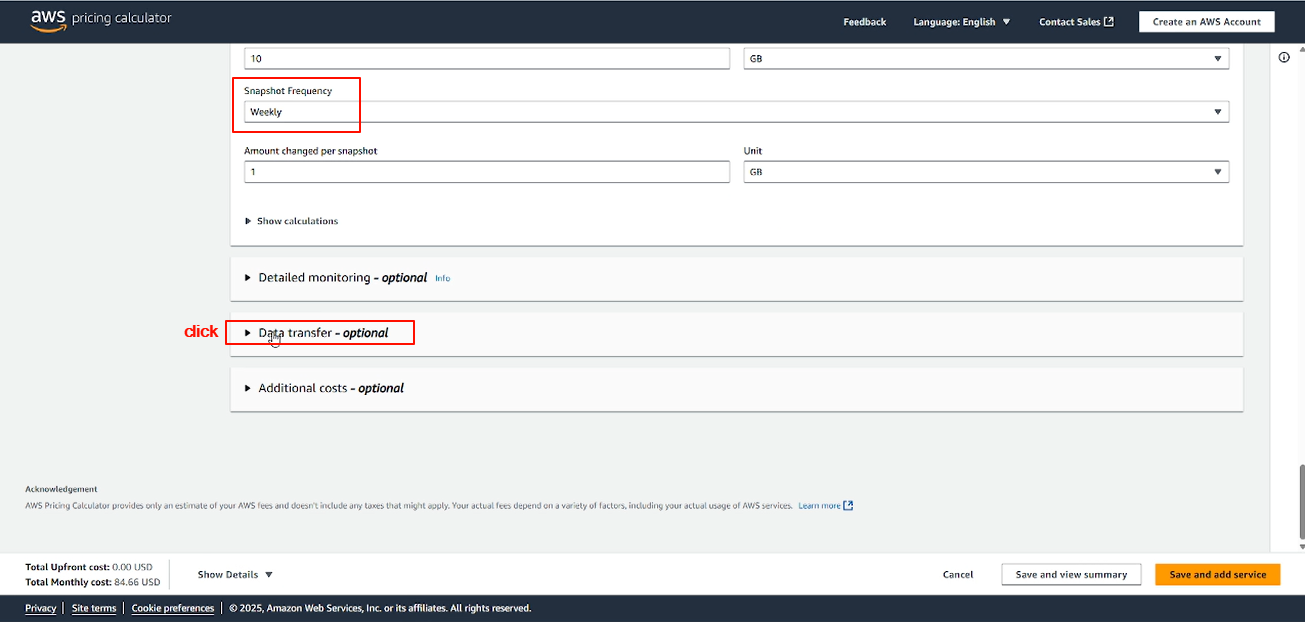 aws pricing calculator
Feedback
Language: English
Contact Sales
Create an AWS Account
10
GB
Snapshot Frequency
Weekly
Amount changed per snapshot
Unit
1
GB
Show calculations
Detailed monitoring - optional Info
click
Data transfer - optional
Additional costs - optional
Acknowledgement
AWS Pricing Calculator provides only an estimate of your AWS fees and doesn't include any taxes that might apply. Your actual fees depend on a variety of factors, including your actual usage of AWS services. Learn more
Total Upfront cost: 0.00 USD
Total Monthly cost: 84.66 USD
Show Details
Cancel
Save and view summary
Save and add service
Privacy | Site terms | Cookie preferences | © 2025, Amazon Web Services, Inc. or its affiliates. All rights reserved.